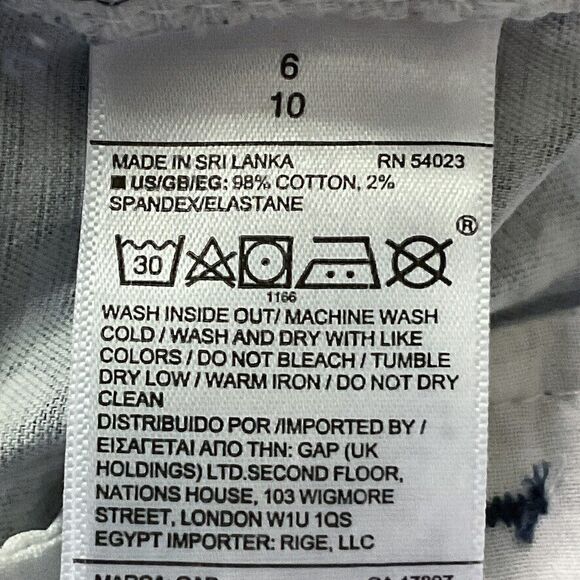 6
10
MADE IN SRI LANKA RN 54023
US/GB/EG: 98% COTTON, 2%
SPANDEX/ELASTANE
30
®
1166
WASH INSIDE OUT/ MACHINE WASH
COLD / WASH AND DRY WITH LIKE
COLORS / DO NOT BLEACH / TUMBLE
DRY LOW / WARM IRON / DO NOT DRY
CLEAN
DISTRIBUIDO POR /IMPORTED BY /
ΕΙΣΑΓΕΤΑΙ ΑΠΟ ΤΗΝ: GAP (UK
HOLDINGS) LTD.SECOND FLOOR,
NATIONS HOUSE, 103 WIGMORE
STREET, LONDON W1U 1QS
EGYPT IMPORTER: RIGE, LLC